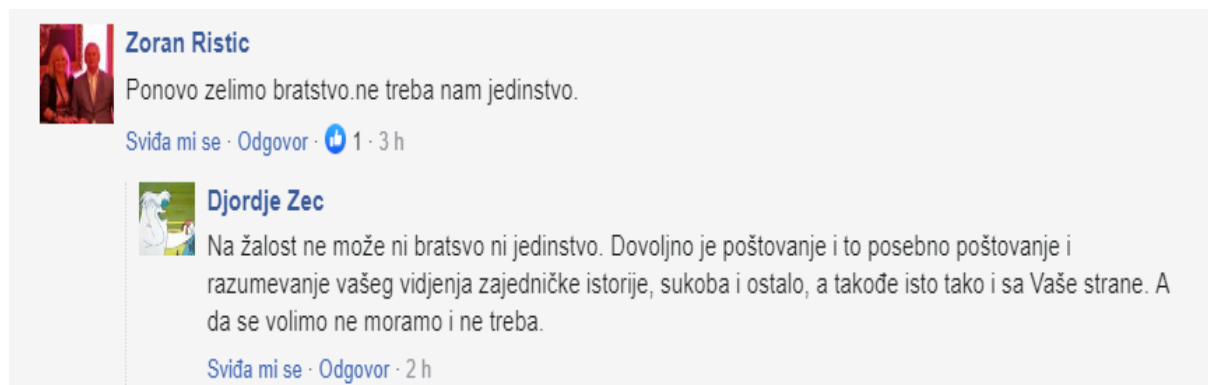 Zoran Ristic
Ponovo zelimo bratstvo.ne treba nam jedinstvo.
Sviđa mi se · Odgovor · 1 · 3 h
Djordje Zec
Na žalost ne može ni bratsvo ni jedinstvo. Dovoljno je poštovanje i to posebno poštovanje i
razumevanje vašeg vidjenja zajedničke istorije, sukoba i ostalo, a takođe isto tako i sa Vaše strane. A
da se volimo ne moramo i ne treba.
Sviđa mi se · Odgovor · 2 h